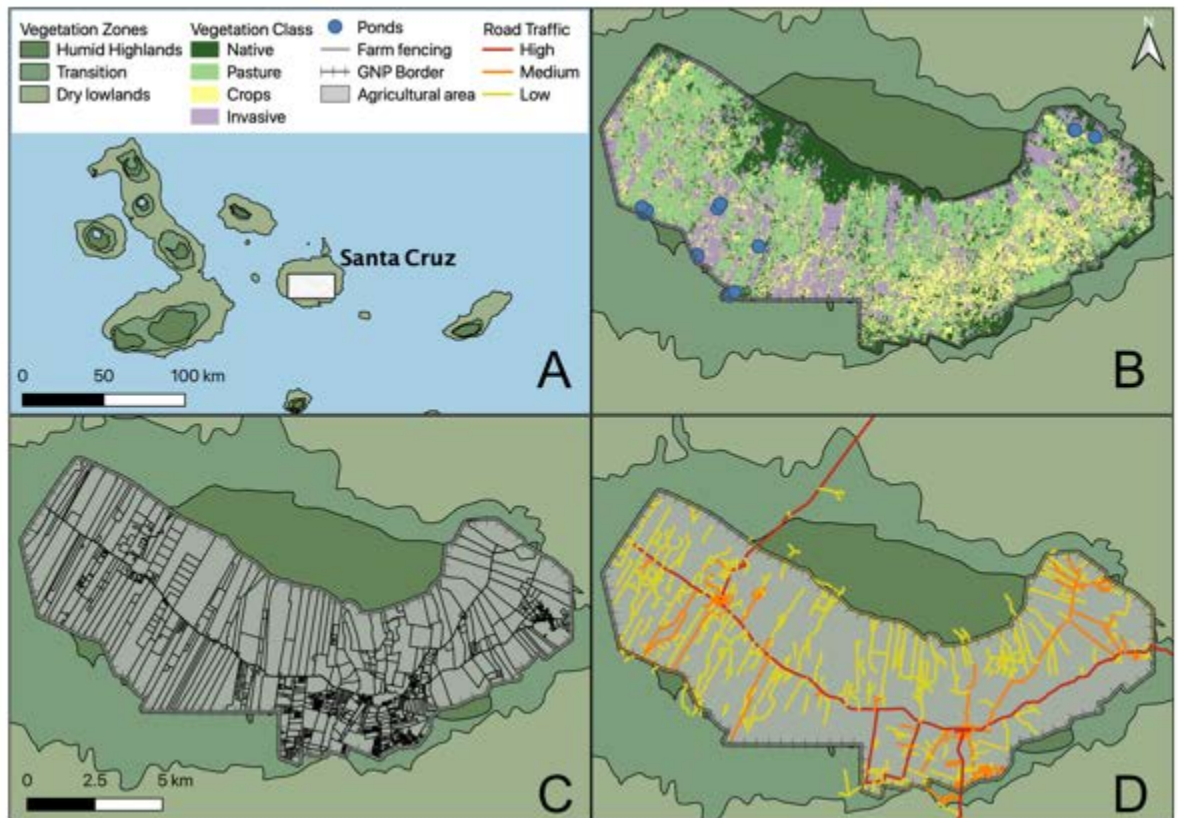 Vegetation Zones Vegetation Class Ponds Road Traffic
Humid Highlands Native Farm fencing High
Transition Pasture GNP Border Medium
Dry lowlands Crops Agricultural area Low
Invasive
N
Santa Cruz
0 50 100 km
A
B
0 2.5 5 km
C
D